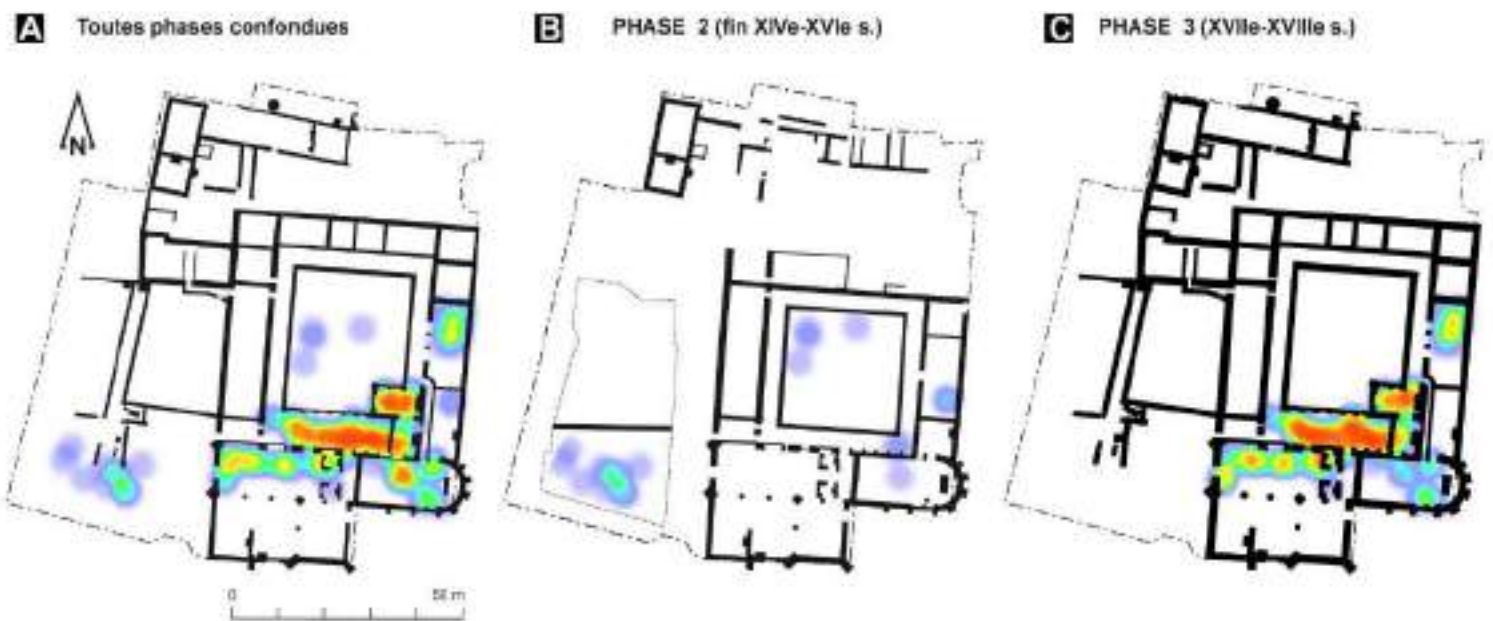 A Toutes phases confondues
B PHASE 2 (fin XIVe-XVIe s.)
C PHASE 3 (XVIIe-XVIIIe s.)
N
0 50 m